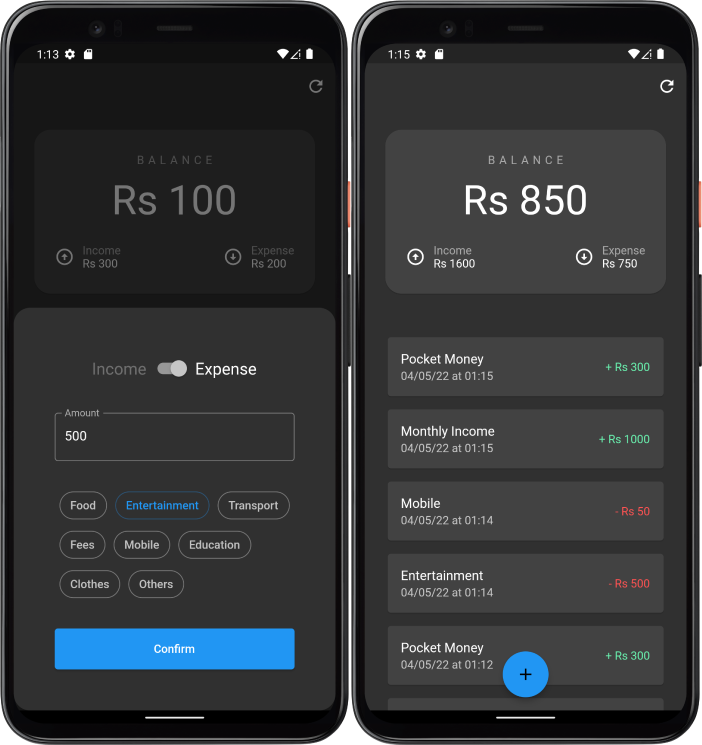 1:13
BALANCE
Rs 100
Income
Rs 300
Expense
Rs 200
Income Expense
Amount
500
Food Entertainment Transport
Fees Mobile Education
Clothes Others
Confirm
1:15
BALANCE
Rs 850
Income
Rs 1600
Expense
Rs 750
Pocket Money
04/05/22 at 01:15
+ Rs 300
Monthly Income
04/05/22 at 01:15
+ Rs 1000
Mobile
04/05/22 at 01:14
- Rs 50
Entertainment
04/05/22 at 01:14
- Rs 500
Pocket Money
04/05/22 at 01:12
+ Rs 300
+